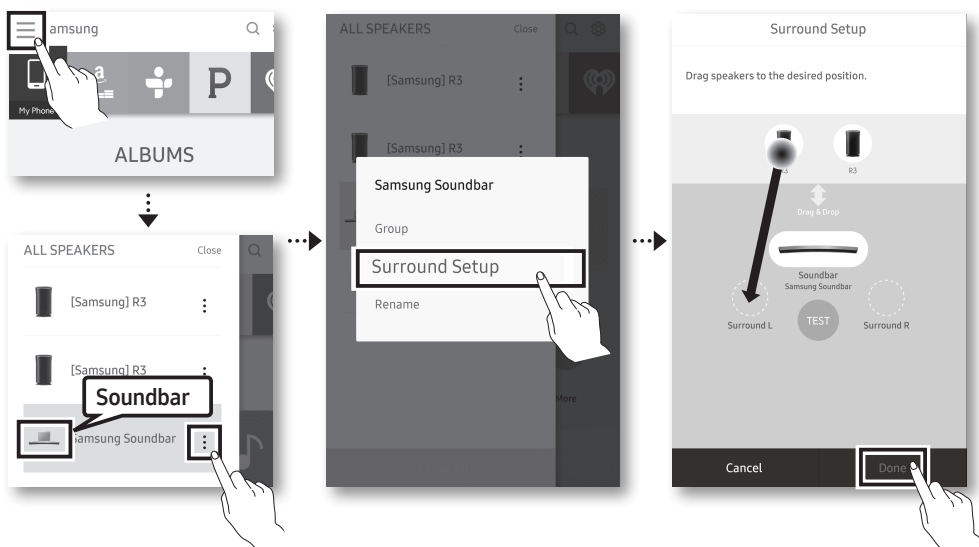 amsung
My Phone
ALBUMS
ALL SPEAKERS Close
[Samsung] R3
[Samsung] R3
Soundbar
Samsung Soundbar
ALL SPEAKERS Close
[Samsung] R3
[Samsung] R3
Samsung Soundbar
Group
Surround Setup
Rename
More
Surround Setup
Drag speakers to the desired position.
R3
Drag & Drop
Soundbar
Samsung Soundbar
Surround L
TEST
Surround R
Cancel
Done